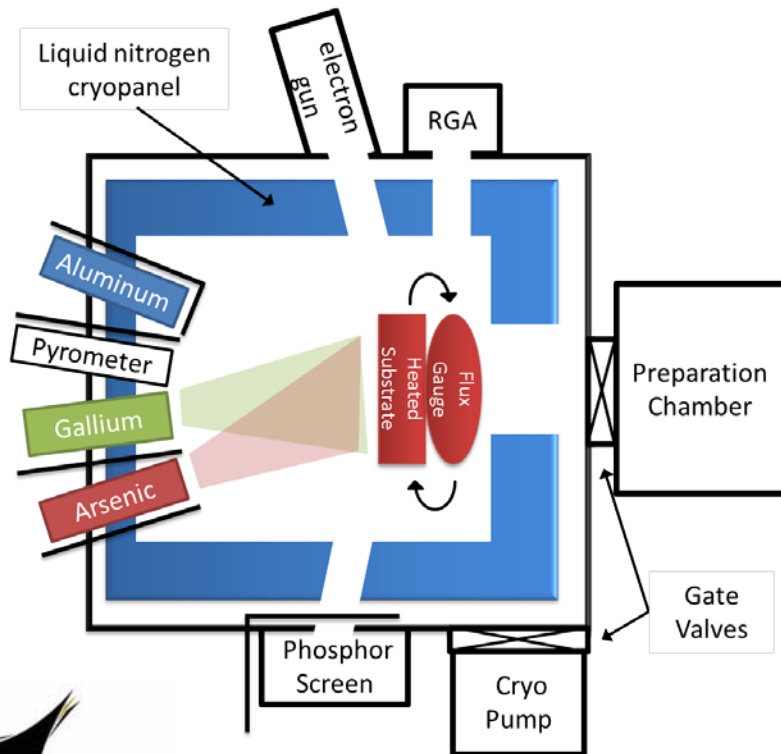 Liquid nitrogen
cryopanel
electron
gun
RGA
Aluminum
Pyrometer
Gallium
Arsenic
Heated
Substrate
Flux
Gauge
Preparation
Chamber
Gate
Valves
Phosphor
Screen
Cryo
Pump